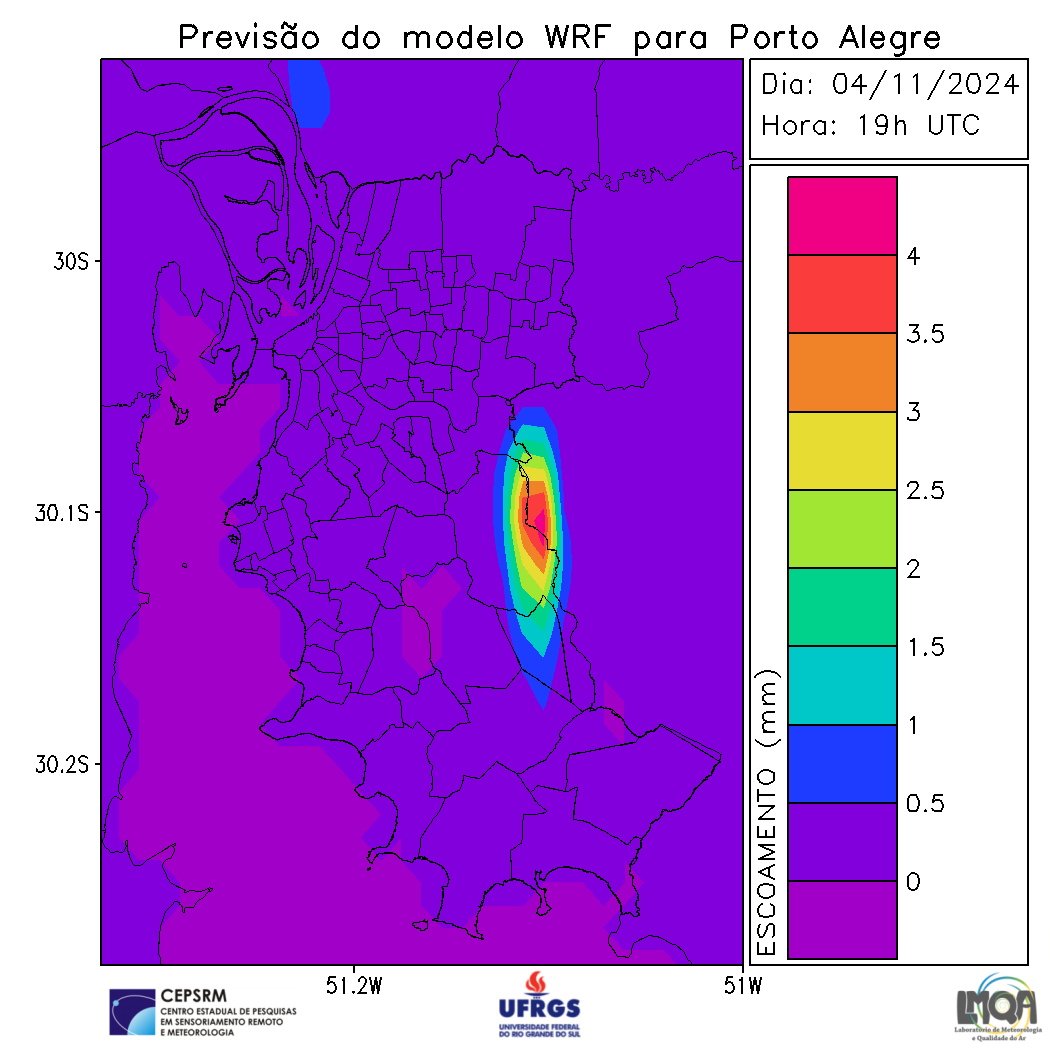 Previsão do modelo WRF para Porto Alegre
Dia: 04/11/2024
Hora: 19h UTC
30S
30.1S
30.2S
51.2W
51W
4
3.5
3
2.5
2
1.5
1
0.5
0
ESCOAMENTO (mm)
CEPSRM
CENTRO ESTADUAL DE PESQUISAS
EM SENSORIAMENTO REMOTO
E METEOROLOGIA
UFRGS
UNIVERSIDADE FEDERAL
DO RIO GRANDE DO SUL
LMQA
Laboratório de Meteorologia
e Qualidade do Ar